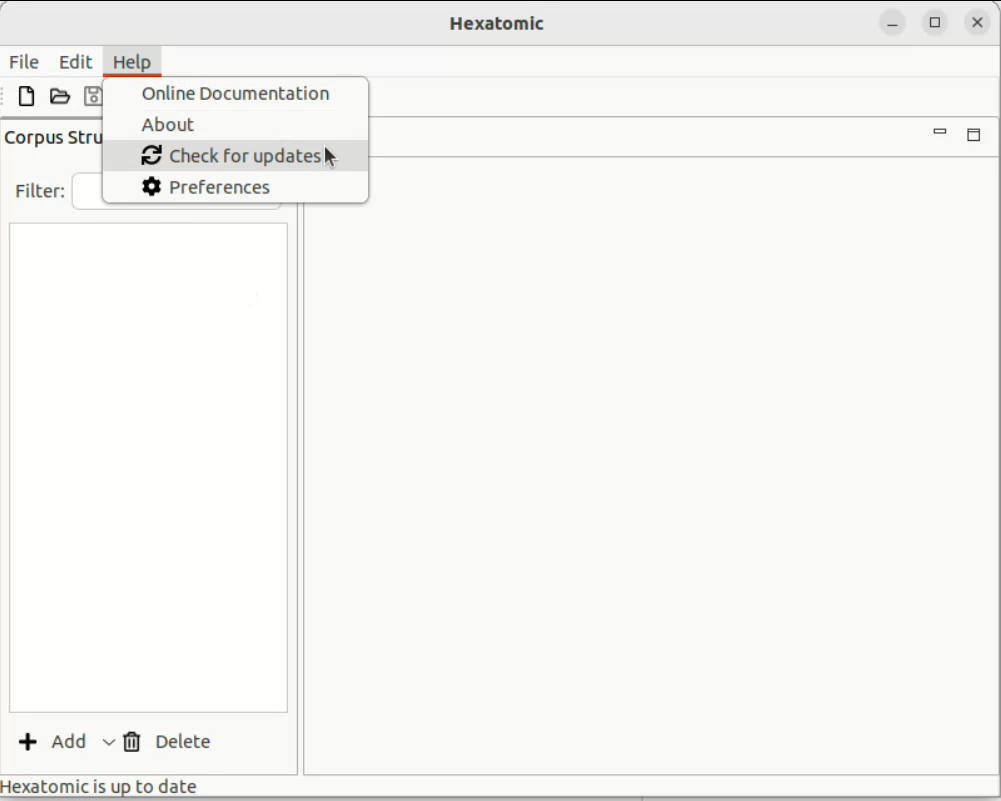 Hexatomic
File Edit Help
Online Documentation
About
Corpus Stru
Check for updates
Filter:
Preferences
Add Delete
Hexatomic is up to date